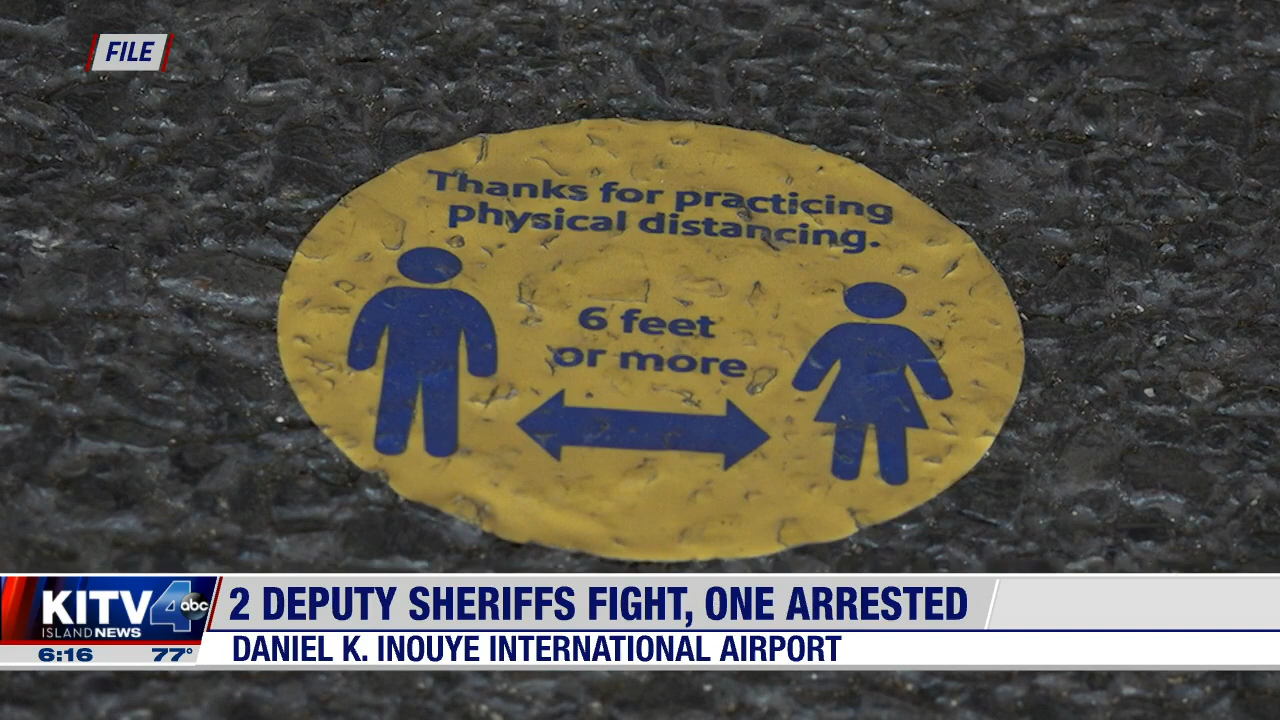 FILE
Thanks for practicing
physical distancing.
6 feet
or more
KITV 4 abc
ISLAND NEWS
6:16 77°
2 DEPUTY SHERIFFS FIGHT, ONE ARRESTED
DANIEL K. INOUYE INTERNATIONAL AIRPORT